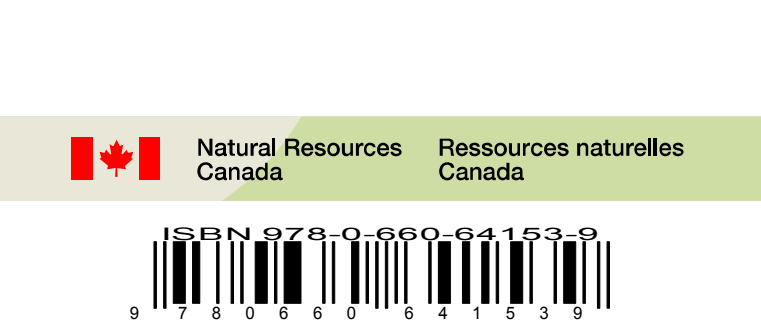 Natural Resources Ressources naturelles
Canada Canada
ISBN 978-0-660-64153-9
9 780660 641539